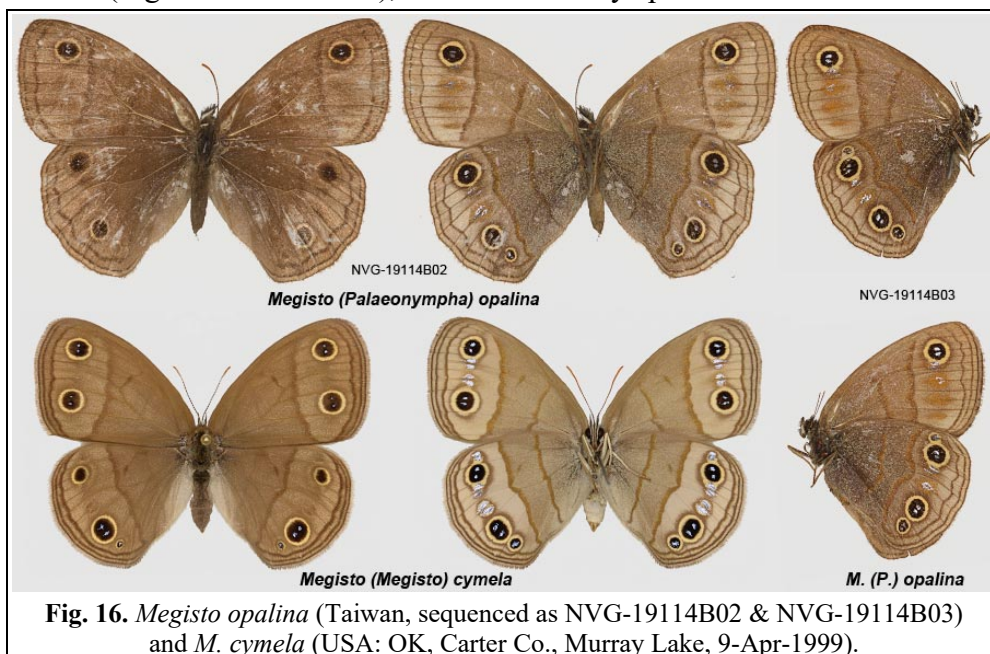 NVG-19114B02
Megisto (Palaeonympha) opalina
NVG-19114B03
Megisto (Megisto) cymela
M. (P.) opalina
Fig. 16. Megisto opalina (Taiwan, sequenced as NVG-19114B02 & NVG-19114B03)
and M. cymela (USA: OK, Carter Co., Murray Lake, 9-Apr-1999).